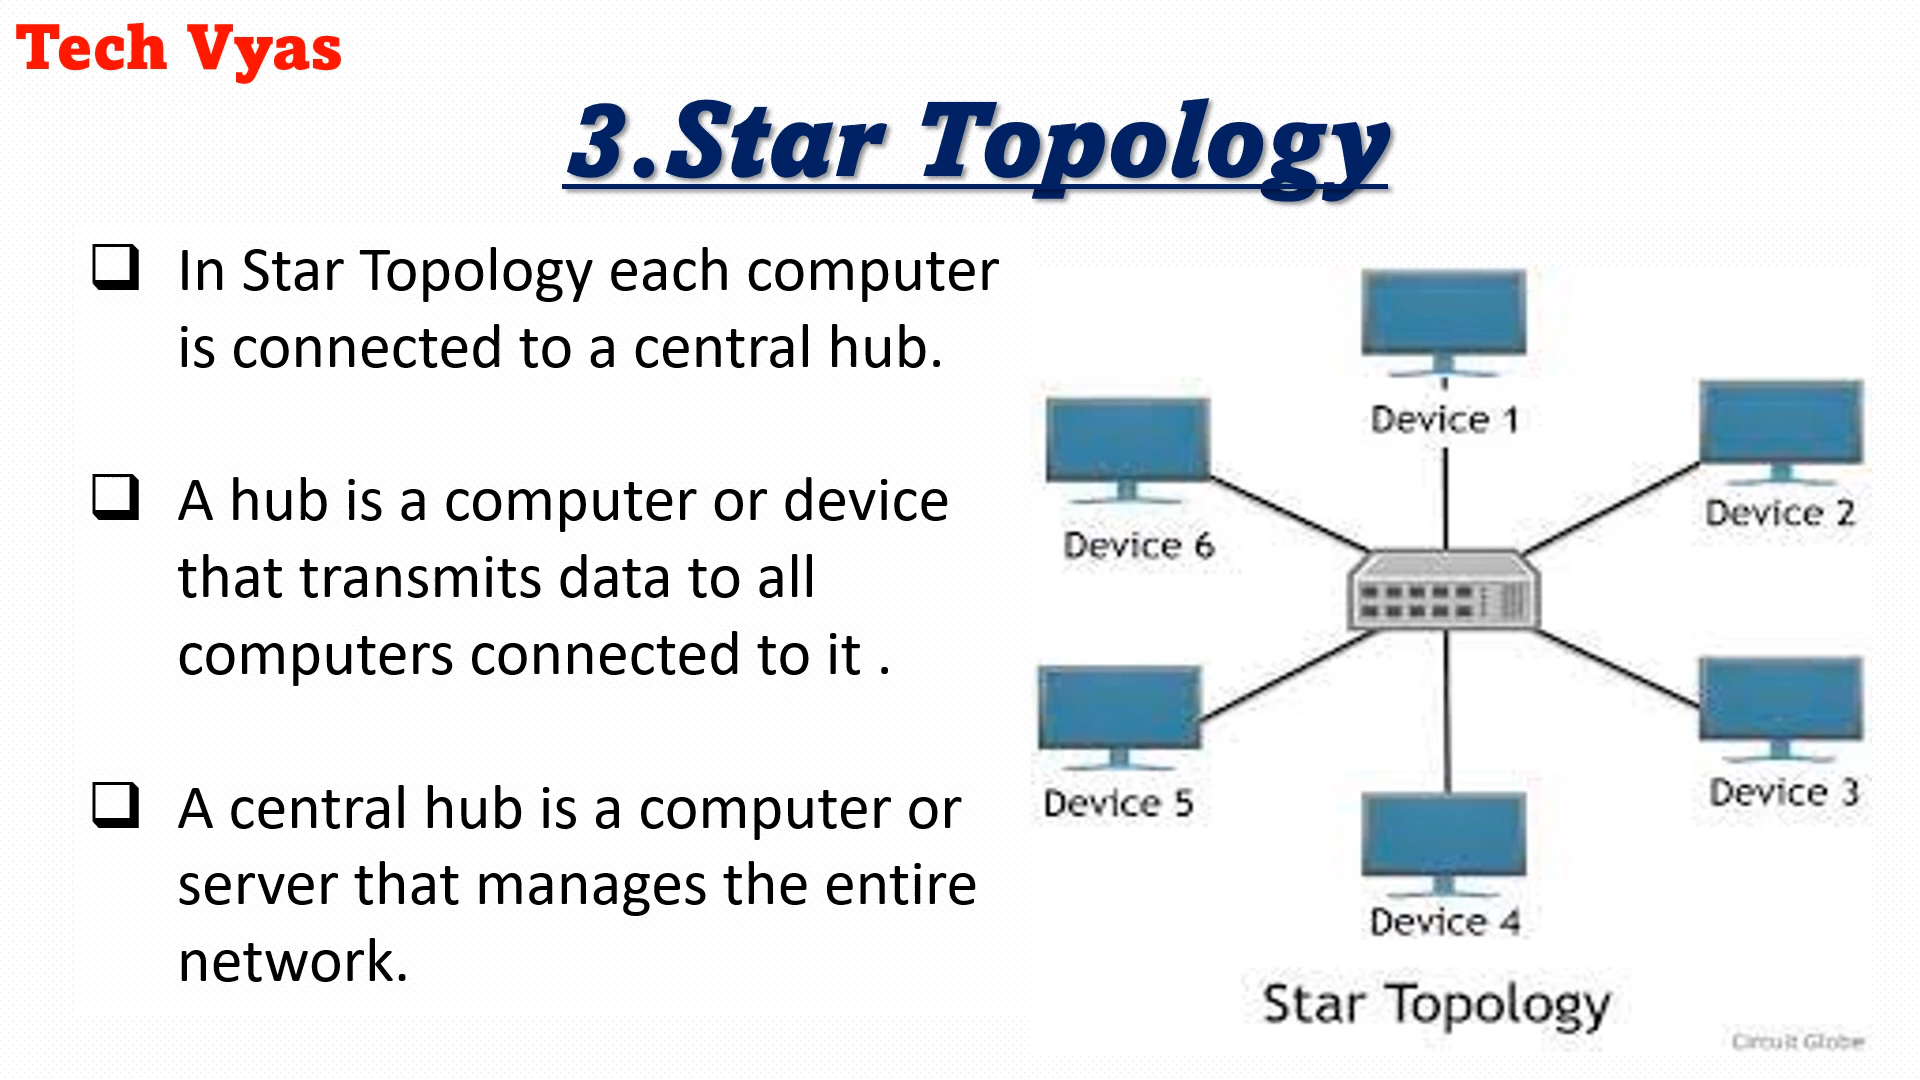 Tech Vyas
3.Star Topology
In Star Topology each computer
is connected to a central hub.
A hub is a computer or device
that transmits data to all
computers connected to it .
A central hub is a computer or
server that manages the entire
network.
Device 1
Device 2
Device 6
Device 3
Device 5
Device 4
Star Topology
Circuit Globe